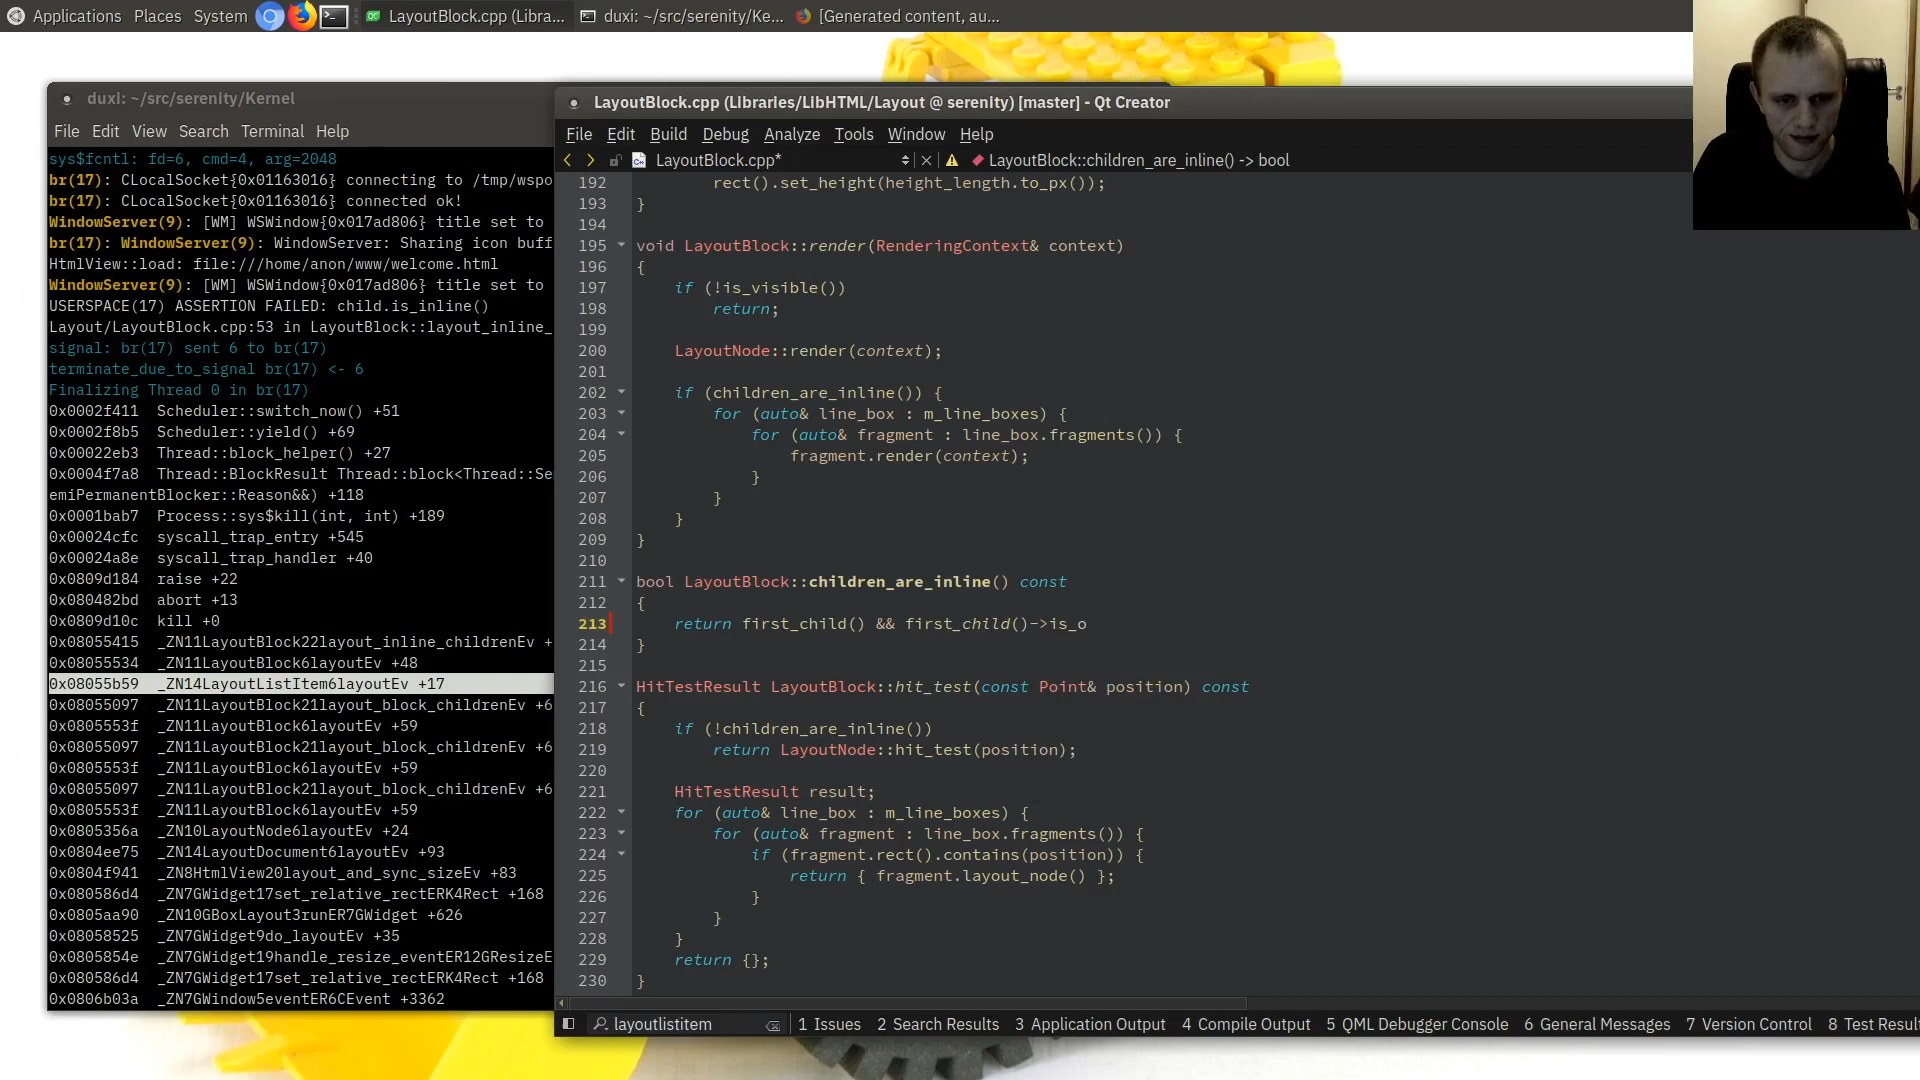 Applications Places System LayoutBlock.cpp (Libra... duxi: ~/src/serenity/Ke... [Generated content, au...
duxi: ~/src/serenity/Kernel
File Edit View Search Terminal Help
sys$fcntl: fd=6, cmd=4, arg=2048
br(17): CLocalSocket{0x01163016} connecting to /tmp/wspo
br(17): CLocalSocket{0x01163016} connected ok!
WindowServer(9): [WM] WSWindow{0x017ad806} title set to
br(17): WindowServer(9): WindowServer: Sharing icon buff
HtmlView::load: file:///home/anon/www/welcome.html
WindowServer(9): [WM] WSWindow{0x017ad806} title set to
USERSPACE(17) ASSERTION FAILED: child.is_inline()
Layout/LayoutBlock.cpp:53 in LayoutBlock::layout_inline_
signal: br(17) sent 6 to br(17)
terminate_due_to_signal br(17) <- 6
Finalizing Thread 0 in br(17)
0x0002f411 Scheduler::switch_now() +51
0x0002f8b5 Scheduler::yield() +69
0x00022eb3 Thread::block_helper() +27
0x0004f7a8 Thread::BlockResult Thread::block<Thread::Se
emiPermanentBlocker::Reason&&) +118
0x0001bab7 Process::sys$kill(int, int) +189
0x00024cfc syscall_trap_entry +545
0x00024a8e syscall_trap_handler +40
0x0809d184 raise +22
0x080482bd abort +13
0x0809d10c kill +0
0x08055415 _ZN11LayoutBlock22layout_inline_childrenEv +
0x08055534 _ZN11LayoutBlock6layoutEv +48
0x08055b59 _ZN14LayoutListItem6layoutEv +17
0x08055097 _ZN11LayoutBlock21layout_block_childrenEv +6
0x0805553f _ZN11LayoutBlock6layoutEv +59
0x08055097 _ZN11LayoutBlock21layout_block_childrenEv +6
0x0805553f _ZN11LayoutBlock6layoutEv +59
0x08055097 _ZN11LayoutBlock21layout_block_childrenEv +6
0x0805553f _ZN11LayoutBlock6layoutEv +59
0x0805356a _ZN10LayoutNode6layoutEv +24
0x0804ee75 _ZN14LayoutDocument6layoutEv +93
0x0804f941 _ZN8HtmlView20layout_and_sync_sizeEv +83
0x080586d4 _ZN7GWidget17set_relative_rectERK4Rect +168
0x0805aa90 _ZN10GBoxLayout3runER7GWidget +626
0x08058525 _ZN7GWidget9do_layoutEv +35
0x0805854e _ZN7GWidget19handle_resize_eventER12GResizeE
0x080586d4 _ZN7GWidget17set_relative_rectERK4Rect +168
0x0806b03a _ZN7GWindow5eventER6CEvent +3362
LayoutBlock.cpp (Libraries/LibHTML/Layout @ serenity) [master] - Qt Creator
File Edit Build Debug Analyze Tools Window Help
LayoutBlock.cpp* LayoutBlock::children_are_inline() -> bool
192 rect().set_height(height_length.to_px());
193 }
194
195 void LayoutBlock::render(RenderingContext& context)
196 {
197 if (!is_visible())
198 return;
199
200 LayoutNode::render(context);
201
202 if (children_are_inline()) {
203 for (auto& line_box : m_line_boxes) {
204 for (auto& fragment : line_box.fragments()) {
205 fragment.render(context);
206 }
207 }
208 }
209 }
210
211 bool LayoutBlock::children_are_inline() const
212 {
213 return first_child() && first_child()->is_o
214 }
215
216 HitTestResult LayoutBlock::hit_test(const Point& position) const
217 {
218 if (!children_are_inline())
219 return LayoutNode::hit_test(position);
220
221 HitTestResult result;
222 for (auto& line_box : m_line_boxes) {
223 for (auto& fragment : line_box.fragments()) {
224 if (fragment.rect().contains(position)) {
225 return { fragment.layout_node() };
226 }
227 }
228 }
229 return {};
230 }
layoutlistitem 1 Issues 2 Search Results 3 Application Output 4 Compile Output 5 QML Debugger Console 6 General Messages 7 Version Control 8 Test Resul